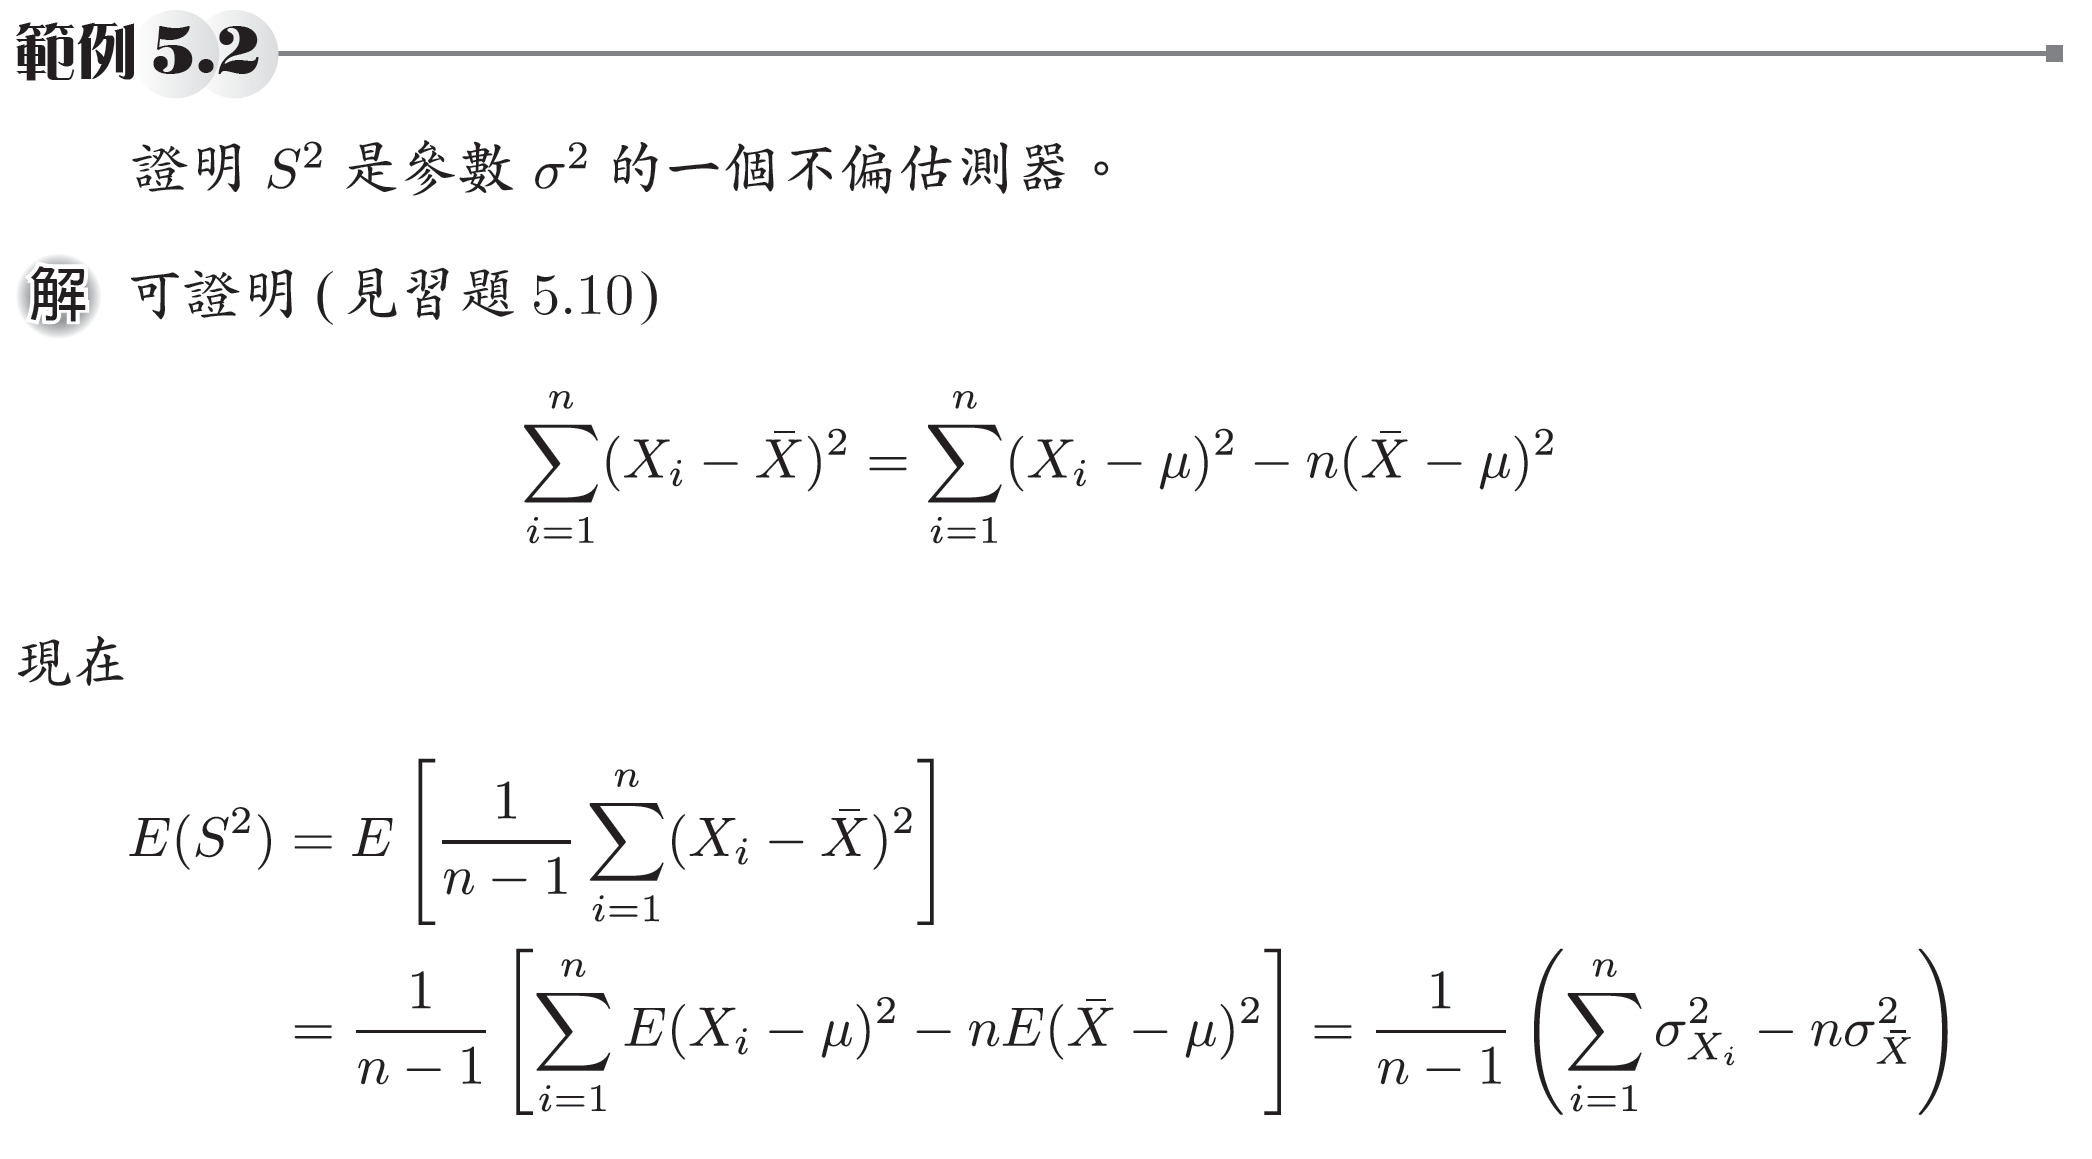 範例 5.2
證明 $S^2$ 是參數 $\sigma^2$ 的一個不偏估測器。
解 可證明 (見習題 5.10)
$\sum_{i=1}^{n}(X_i - \bar{X})^2 = \sum_{i=1}^{n}(X_i - \mu)^2 - n(\bar{X} - \mu)^2$
現在
$E(S^2) = E\left[\frac{1}{n-1}\sum_{i=1}^{n}(X_i - \bar{X})^2\right]$
$= \frac{1}{n-1}\left[\sum_{i=1}^{n}E(X_i - \mu)^2 - nE(\bar{X} - \mu)^2\right] = \frac{1}{n-1}\left(\sum_{i=1}^{n}\sigma_{X_i}^2 - n\sigma_{\bar{X}}^2\right)$